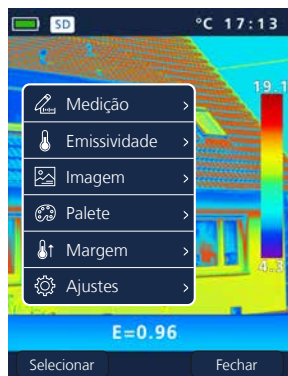 SD °C 17:13
19.1
Medição
Emissividade
Imagem
Palete
Margem
Ajustes
4.3
E=0.96
Selecionar Fechar